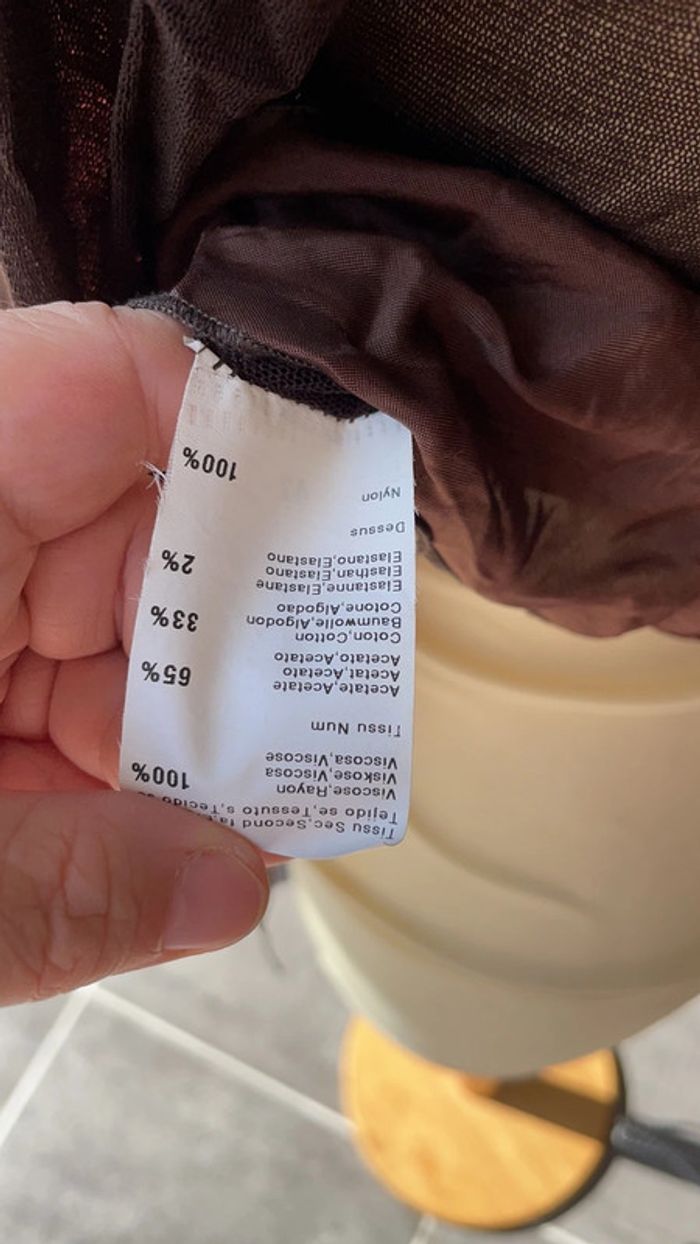 Tissu Sec,Second fa
Tejido se,Tessuto s,Tecido se
Viscose,Rayon 100%
Viskose,Viscosa
Viscosa,Viscose
Tissu Num
Acetate,Acetate 65%
Acetat,Acetato
Acetato,Acetato
Coton,Cotton 33%
Baumwolle,Algodon
Cotone,Algodao
Elastanne,Elastane 2%
Elasthan,Elastano
Elastano,Elastano
Dessus
Nylon 100%